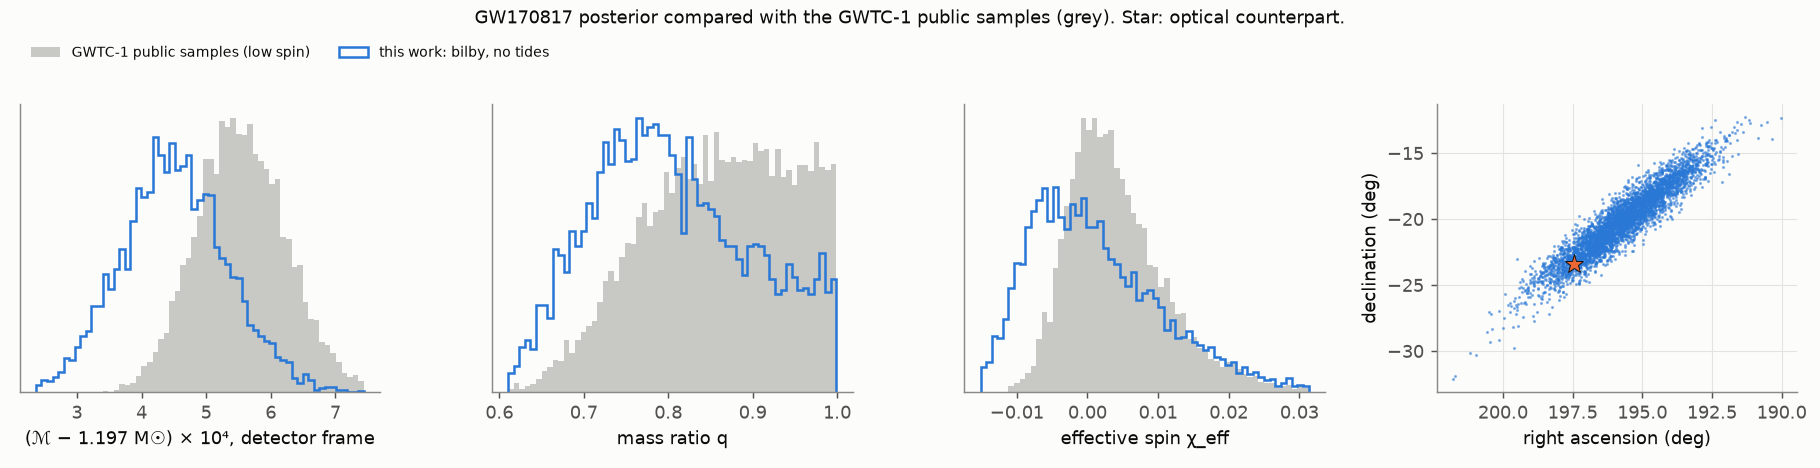 GW170817 posterior compared with the GWTC-1 public samples (grey). Star: optical counterpart.
GWTC-1 public samples (low spin)
this work: bilby, no tides
3 4 5 6 7
(ℳ − 1.197 M☉) × 10⁴, detector frame
0.6 0.7 0.8 0.9 1.0
mass ratio q
−0.01 0.00 0.01 0.02 0.03
effective spin χ_eff
declination (deg)
−15
−20
−25
−30
200.0 197.5 195.0 192.5 190.0
right ascension (deg)